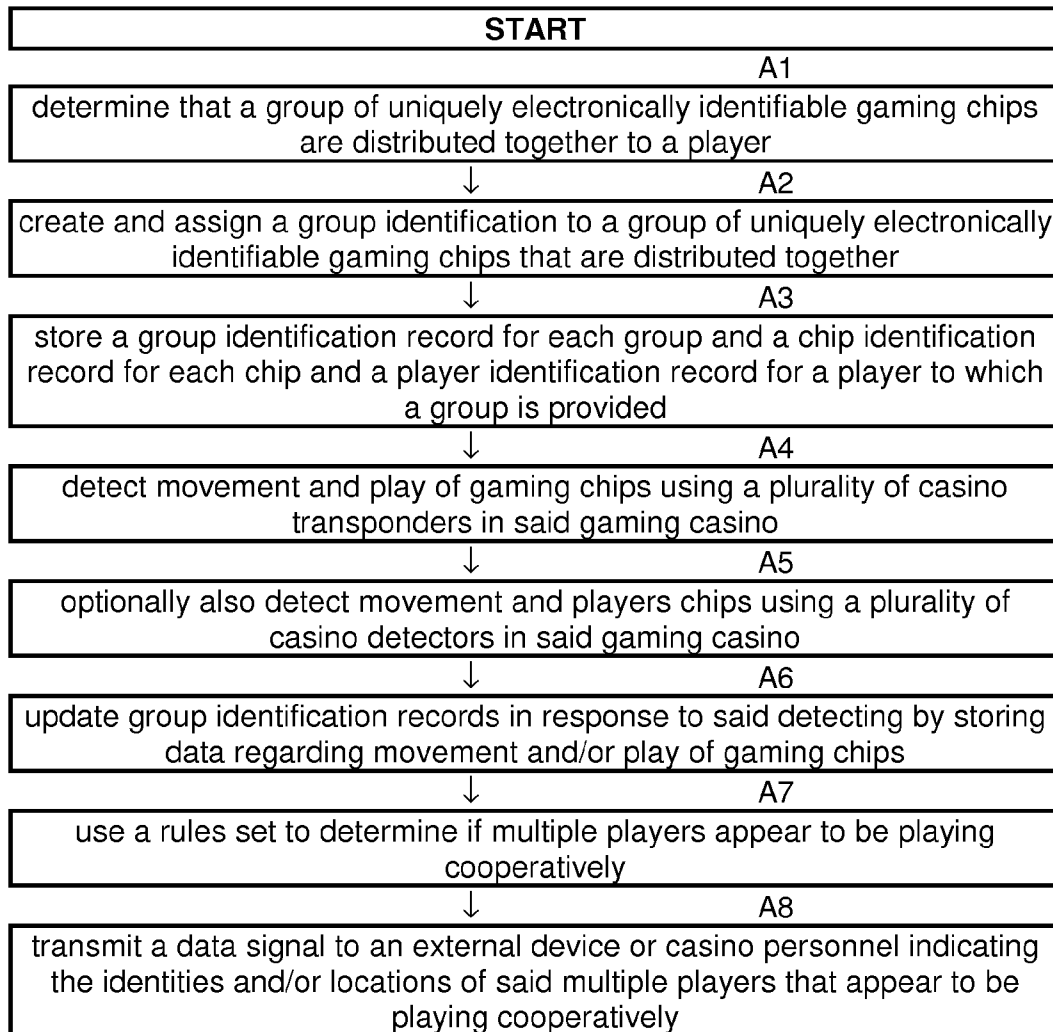 START
A1
determine that a group of uniquely electronically identifiable gaming chips
are distributed together to a player
↓ A2
create and assign a group identification to a group of uniquely electronically
identifiable gaming chips that are distributed together
↓ A3
store a group identification record for each group and a chip identification
record for each chip and a player identification record for a player to which
a group is provided
↓ A4
detect movement and play of gaming chips using a plurality of casino
transponders in said gaming casino
↓ A5
optionally also detect movement and players chips using a plurality of
casino detectors in said gaming casino
↓ A6
update group identification records in response to said detecting by storing
data regarding movement and/or play of gaming chips
↓ A7
use a rules set to determine if multiple players appear to be playing
cooperatively
↓ A8
transmit a data signal to an external device or casino personnel indicating
the identities and/or locations of said multiple players that appear to be
playing cooperatively